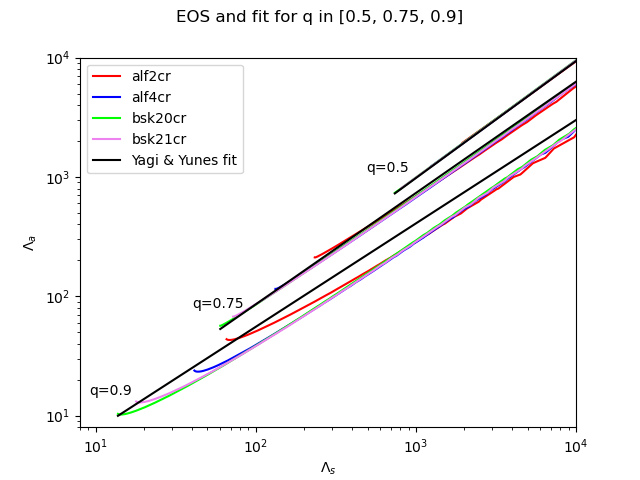 EOS and fit for q in [0.5, 0.75, 0.9]
10⁴
alf2cr
alf4cr
bsk20cr
bsk21cr
Yagi & Yunes fit
q=0.5
10³
Λₐ
q=0.75
10²
q=0.9
10¹
10¹ 10² 10³ 10⁴
Λₛ